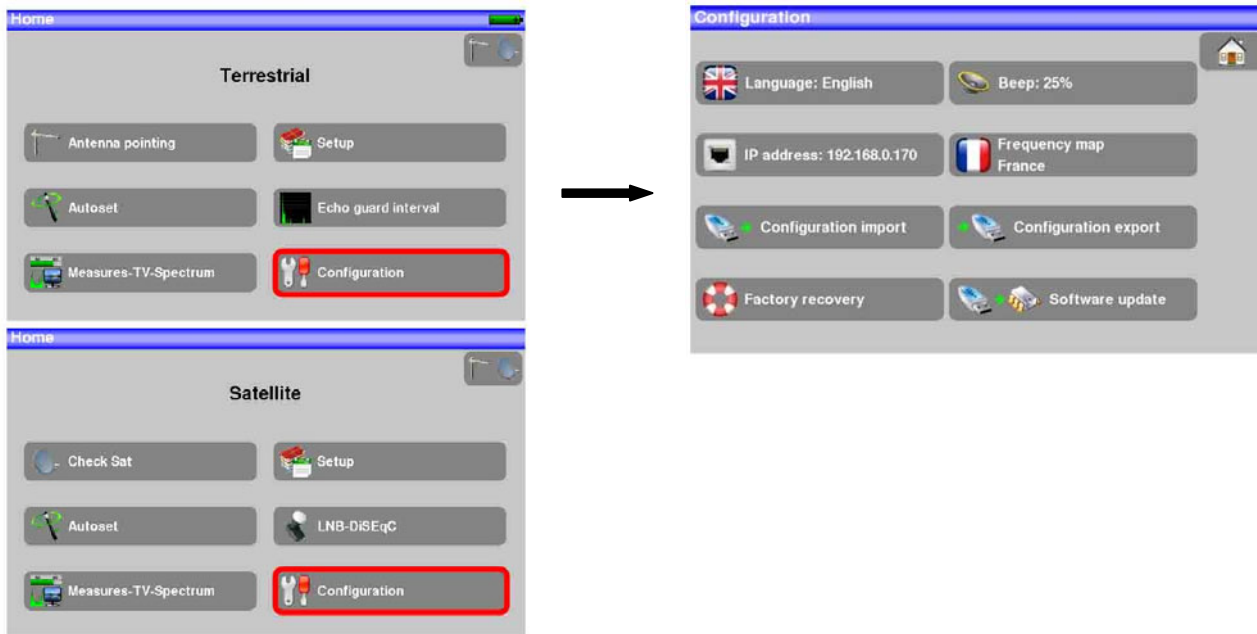 Home
Terrestrial
Antenna pointing
Setup
Autoset
Echo guard interval
Measures-TV-Spectrum
Configuration
Home
Satellite
Check Sat
Setup
Autoset
LNB-DiSEqC
Measures-TV-Spectrum
Configuration
Configuration
Language: English
Beep: 25%
IP address: 192.168.0.170
Frequency map
France
Configuration import
Configuration export
Factory recovery
Software update